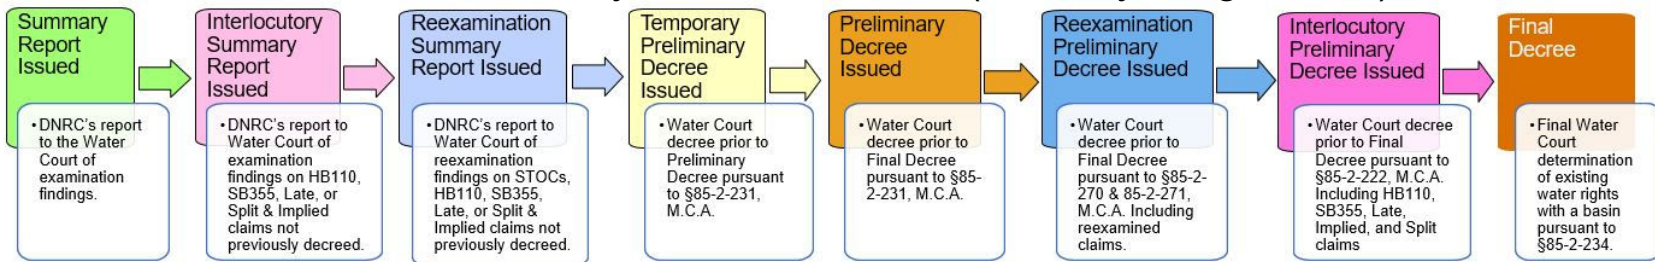 Summary
Report
Issued
• DNRC's report
to the Water
Court of
examination
findings.
Interlocutory
Summary
Report
Issued
• DNRC's report to
Water Court of
examination
findings on HB110,
SB355, Late, or
Split & Implied
claims not
previously decreed.
Reexamination
Summary
Report Issued
• DNRC's report to
Water Court of
reexamination
findings on STOCs,
HB110, SB355,
Late, or Split &
Implied claims not
previously decreed.
Temporary
Preliminary
Decree
Issued
• Water Court
decree prior to
Preliminary
Decree pursuant
to §85-2-231,
M.C.A.
Preliminary
Decree
Issued
• Water Court
decree prior to
Final Decree
pursuant to §85-
2-231, M.C.A.
Reexamination
Preliminary
Decree Issued
• Water Court
decree prior to
Final Decree
pursuant to §85-2-
270 & 85-2-271,
M.C.A. Including
reexamined
claims.
Interlocutory
Preliminary
Decree Issued
• Water Court decree
prior to Final
Decree pursuant to
§85-2-222, M.C.A.
Including HB110,
SB355, Late,
Implied, and Split
claims
Final
Decree
• Final Water
Court
determination
of existing
water rights
with a basin
pursuant to
§85-2-234.